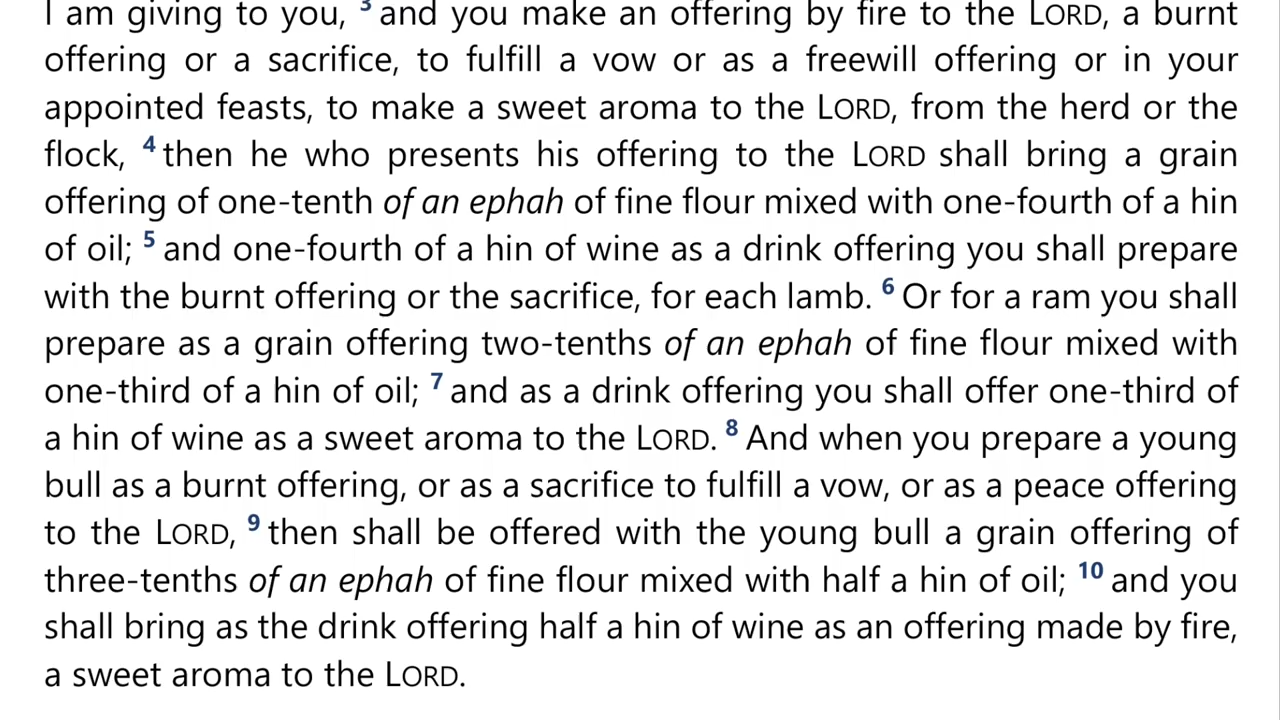 I am giving to you, 3 and you make an offering by fire to the LORD, a burnt
offering or a sacrifice, to fulfill a vow or as a freewill offering or in your
appointed feasts, to make a sweet aroma to the LORD, from the herd or the
flock, 4 then he who presents his offering to the LORD shall bring a grain
offering of one-tenth of an ephah of fine flour mixed with one-fourth of a hin
of oil; 5 and one-fourth of a hin of wine as a drink offering you shall prepare
with the burnt offering or the sacrifice, for each lamb. 6 Or for a ram you shall
prepare as a grain offering two-tenths of an ephah of fine flour mixed with
one-third of a hin of oil; 7 and as a drink offering you shall offer one-third of
a hin of wine as a sweet aroma to the LORD. 8 And when you prepare a young
bull as a burnt offering, or as a sacrifice to fulfill a vow, or as a peace offering
to the LORD, 9 then shall be offered with the young bull a grain offering of
three-tenths of an ephah of fine flour mixed with half a hin of oil; 10 and you
shall bring as the drink offering half a hin of wine as an offering made by fire,
a sweet aroma to the LORD.